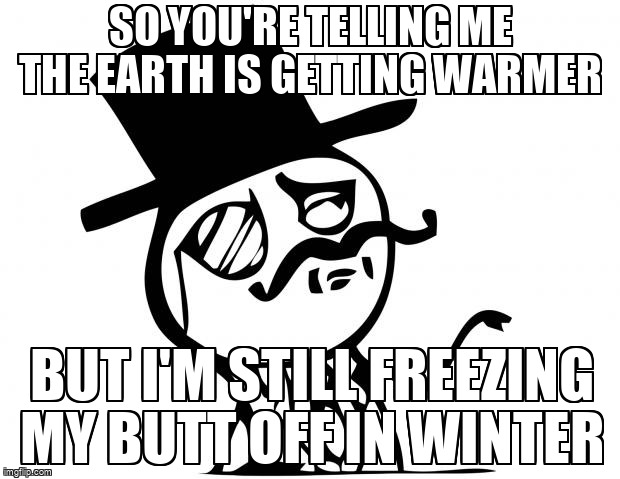 SO YOU'RE TELLING ME
THE EARTH IS GETTING WARMER
BUT I'M STILL FREEZING
MY BUTT OFF IN WINTER
imgflip.com